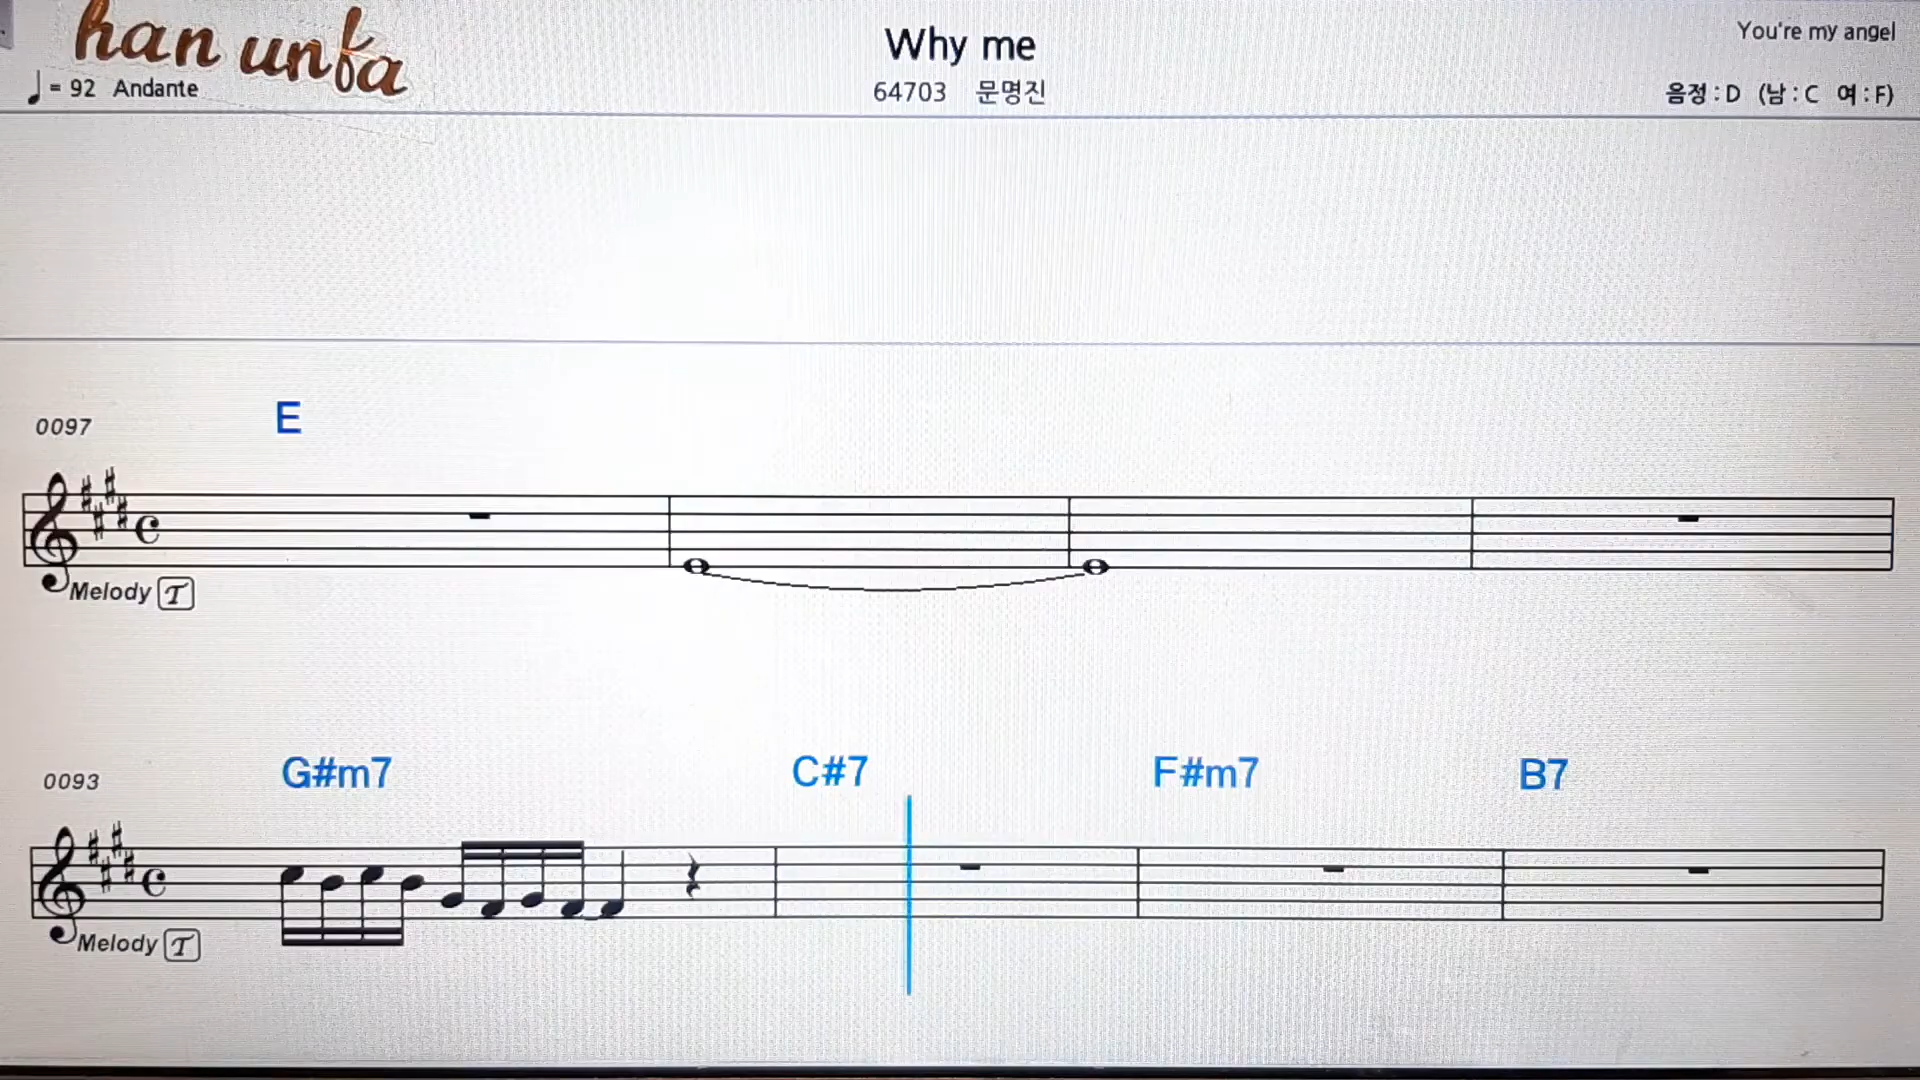 han unfa
Why me
You're my angel
♩= 92 Andante
64703 문명진
음정 : D (남 : C 여 : F)
0097 E
Melody T
0093 G#m7 C#7 F#m7 B7
Melody T